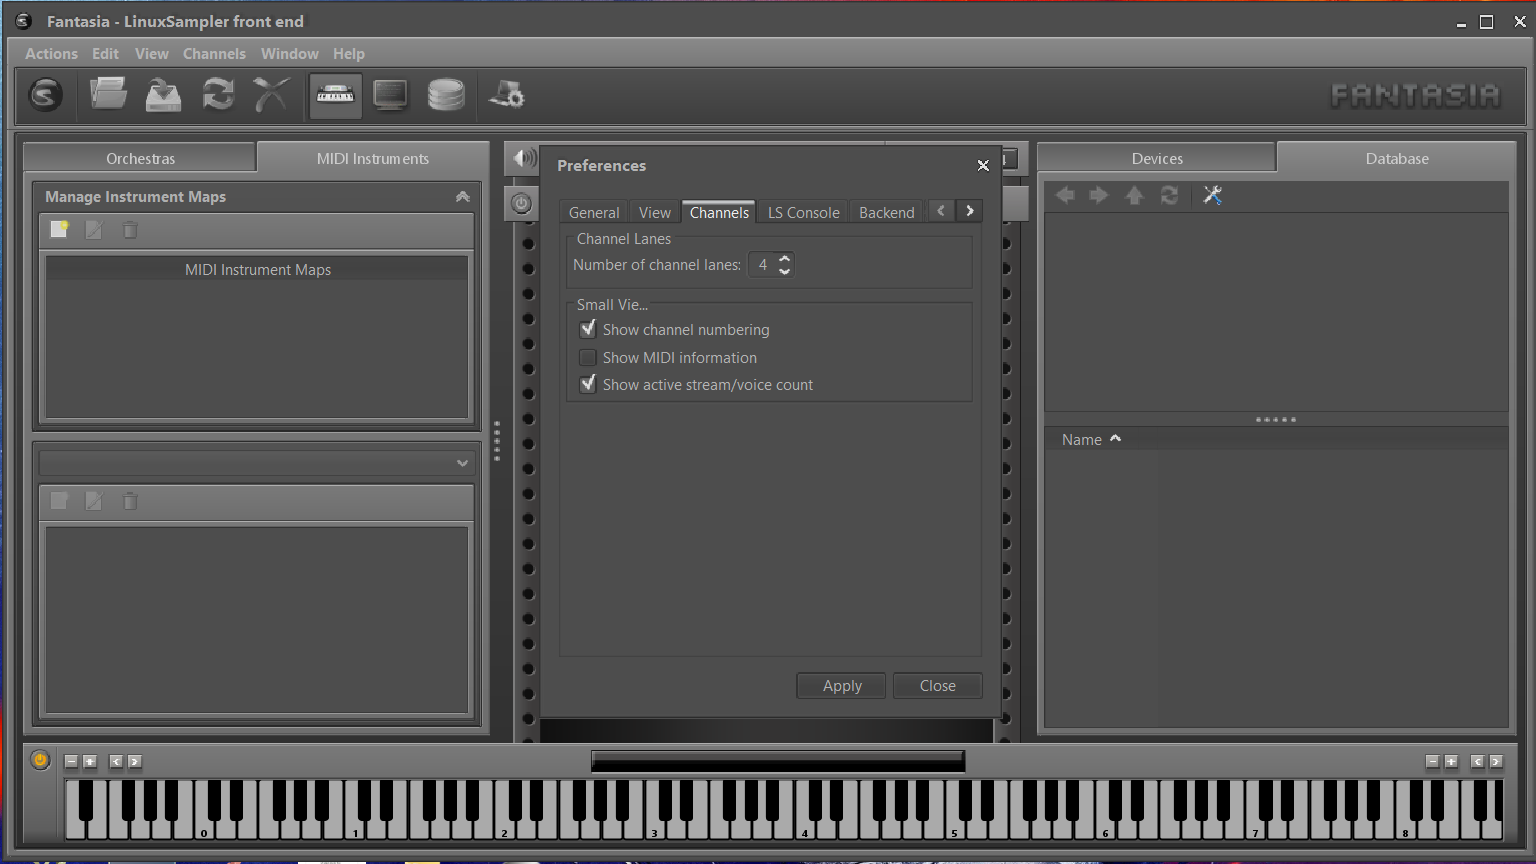 Fantasia - LinuxSampler front end
Actions Edit View Channels Window Help
FANTASIA
Orchestras MIDI Instruments
Manage Instrument Maps
MIDI Instrument Maps
Preferences
General View Channels LS Console Backend
Channel Lanes
Number of channel lanes: 4
Small Vie...
Show channel numbering
Show MIDI information
Show active stream/voice count
Apply Close
Devices Database
Name
0 1 2 3 4 5 6 7 8